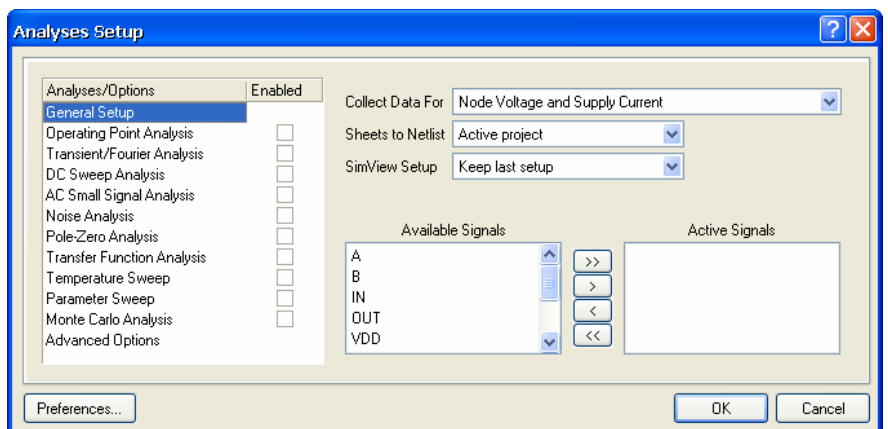 Analyses Setup
Analyses/Options Enabled
General Setup
Operating Point Analysis
Transient/Fourier Analysis
DC Sweep Analysis
AC Small Signal Analysis
Noise Analysis
Pole-Zero Analysis
Transfer Function Analysis
Temperature Sweep
Parameter Sweep
Monte Carlo Analysis
Advanced Options
Collect Data For Node Voltage and Supply Current
Sheets to Netlist Active project
SimView Setup Keep last setup
Available Signals
A
B
IN
OUT
VDD
>>
>
<
<<
Active Signals
Preferences...
OK
Cancel